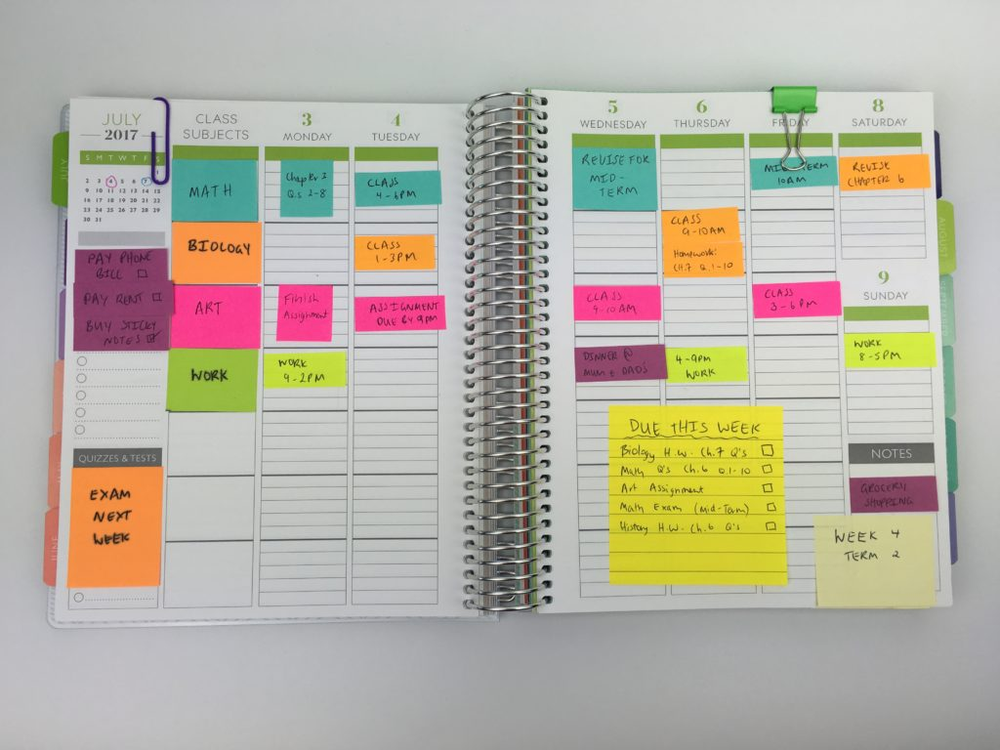 JULY
2017
S M T W T F S
1
2 3 4 5 6 7 8
9 10 11 12 13 14 15
16 17 18 19 20 21 22
23 24 25 26 27 28 29
30 31
PAY PHONE
BILL
PAY RENT
BUY STICKY
NOTES
QUIZZES & TESTS
EXAM
NEXT
WEEK
CLASS
SUBJECTS
MATH
BIOLOGY
ART
WORK
3
MONDAY
Chapter 3
Q.s 2-8
Finish
Assignment
WORK
9-2PM
4
TUESDAY
CLASS
4-6PM
CLASS
1-3PM
ASSIGNMENT
DUE BY 9PM
5
WEDNESDAY
REVISE FOR
MID-
TERM
CLASS
9-10AM
DINNER @
MUM & DAD'S
6
THURSDAY
CLASS
9-10AM
Homework:
CH.7 Q.1-10
4-9PM
WORK
FRIDAY
MID-TERM
10AM
CLASS
3-6PM
8
SATURDAY
REVISE
CHAPTER 6
9
SUNDAY
WORK
8-5PM
DUE THIS WEEK
Biology H.W. Ch.7 Q's
Math Q's Ch.6 Q.1-10
Art Assignment
Math Exam (Mid-Term)
History H.W. Ch.6 Q's
NOTES
GROCERY
SHOPPING
WEEK 4
TERM 2
JUNE
AUGUST
SEPTEMBER